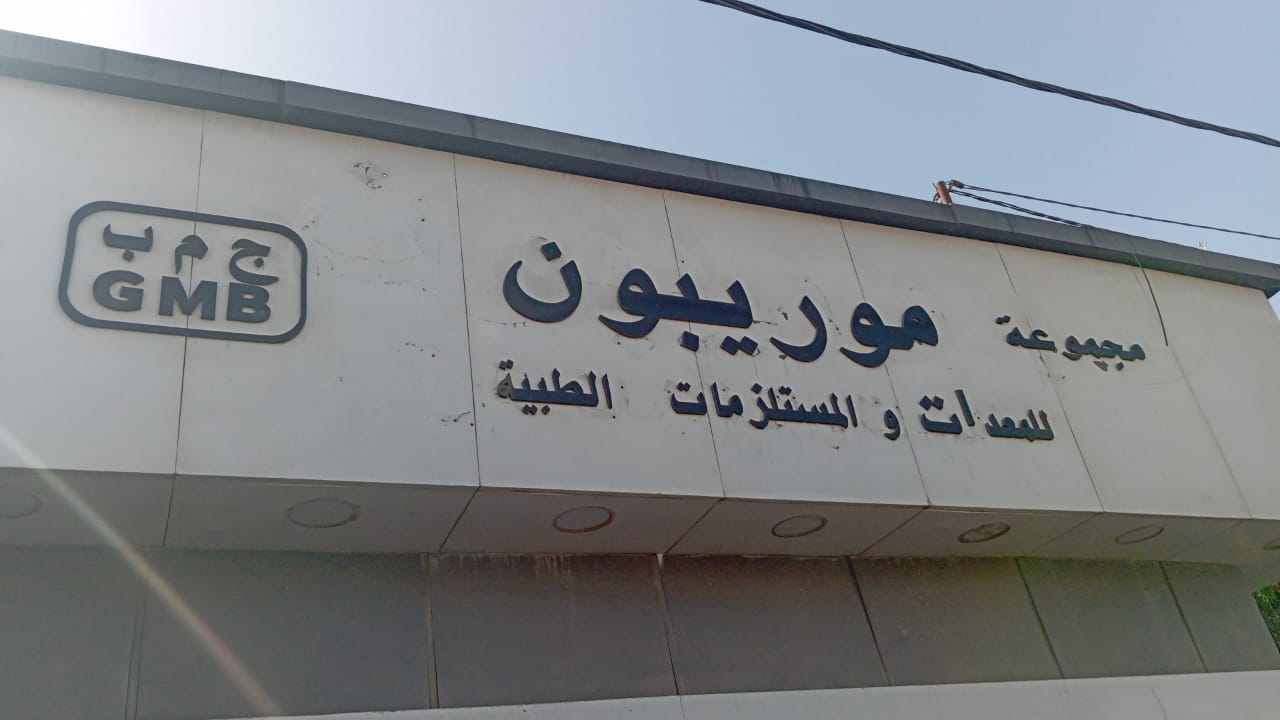 مجموعة موريبون
للمعدات و المستلزمات الطبية
ج م ب
GMB